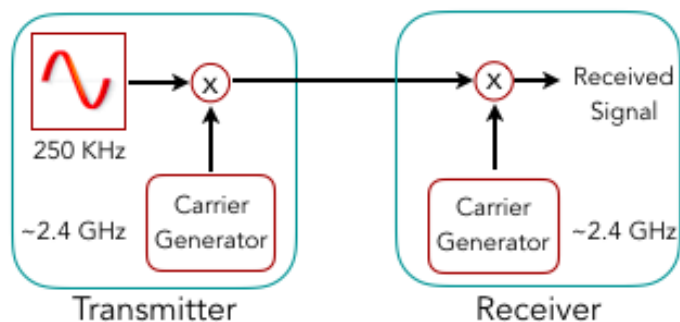 250 KHz
~2.4 GHz
Carrier
Generator
x
Transmitter
x
Received
Signal
Carrier
Generator
~2.4 GHz
Receiver